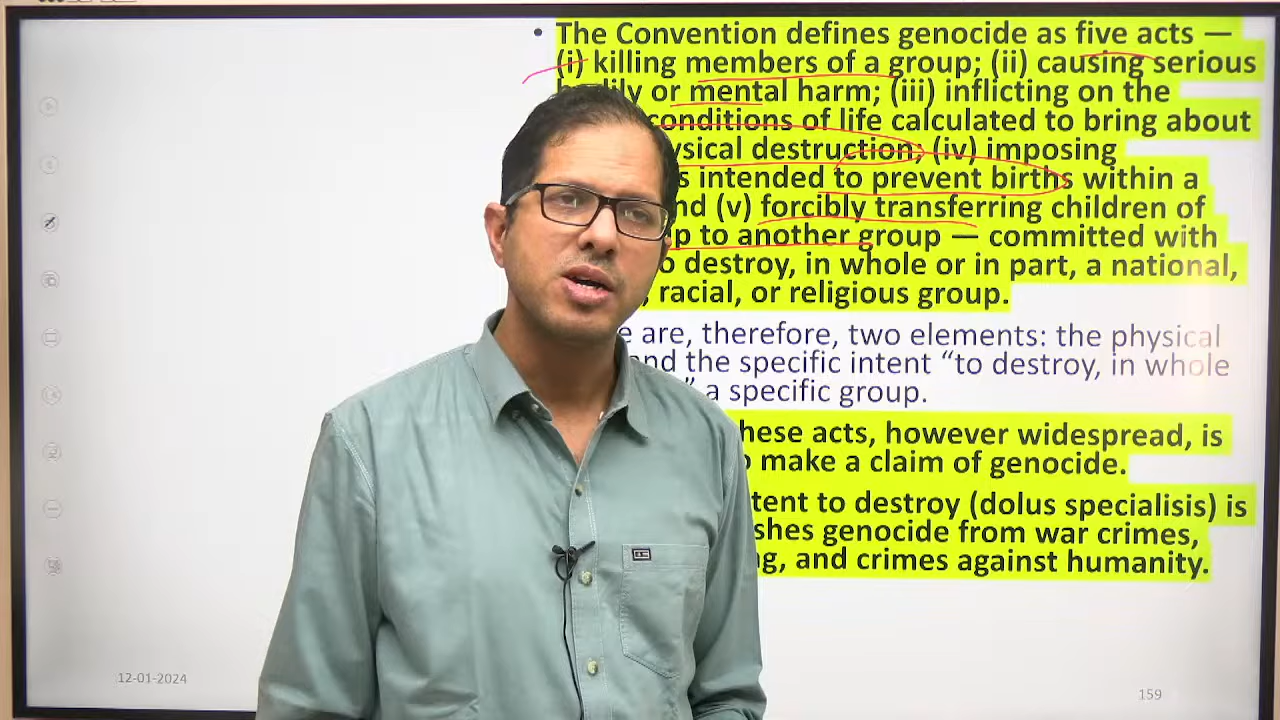 • The Convention defines genocide as five acts —
(i) killing members of a group; (ii) causing serious
or mental harm; (iii) inflicting on the
conditions of life calculated to bring about
destruction; (iv) imposing
intended to prevent births within a
(v) forcibly transferring children of
to another group — committed with
destroy, in whole or in part, a national,
, racial, or religious group.
are, therefore, two elements: the physical
and the specific intent “to destroy, in whole
” a specific group.
these acts, however widespread, is
make a claim of genocide.
intent to destroy (dolus specialisis) is
genocide from war crimes,
, and crimes against humanity.
12-01-2024
159